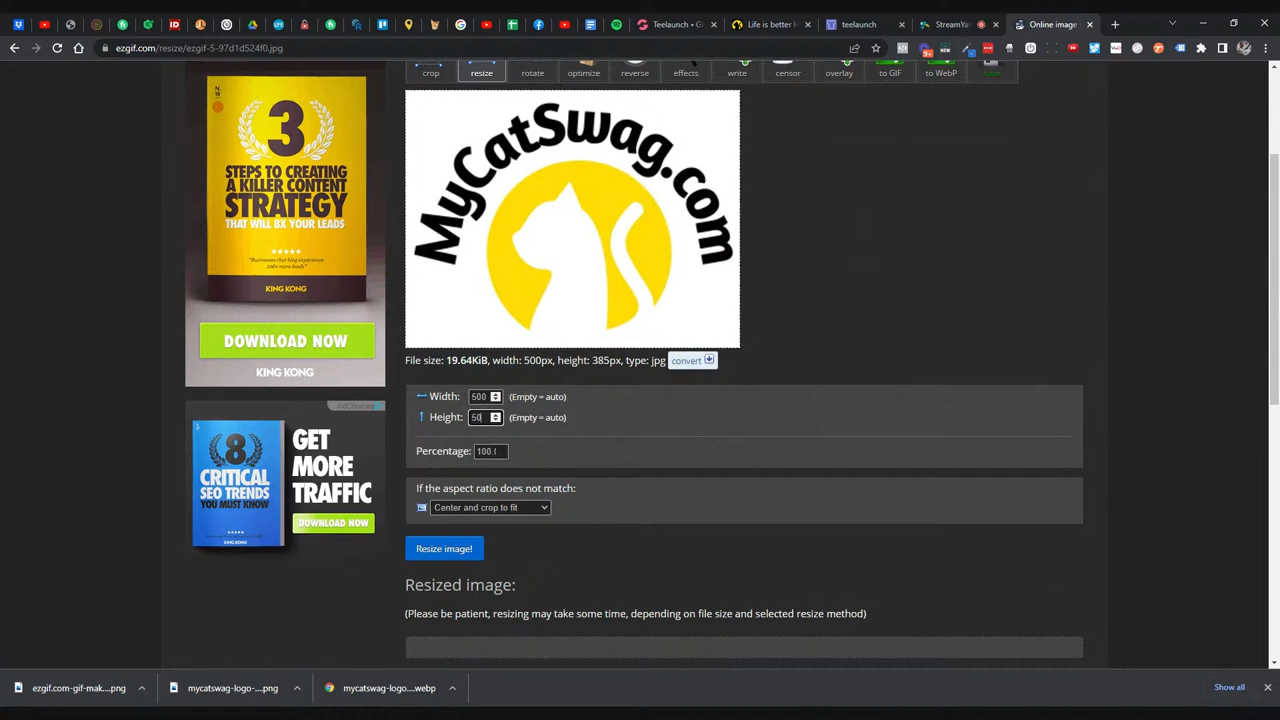 Teelaunch - G
Life is better H
teelaunch
StreamYar
Online image
ezgif.com/resize/ezgif-5-97d1d524f0.jpg
crop
resize
rotate
optimize
reverse
effects
write
censor
overlay
to GIF
to WebP
save
MyCatSwag.com
N.
3
STEPS TO CREATING
A KILLER CONTENT
STRATEGY
THAT WILL 8X YOUR LEADS
KING KONG
DOWNLOAD NOW
KING KONG
File size: 19.64KiB, width: 500px, height: 385px, type: jpg
convert
Width: 500 (Empty = auto)
Height: 50 (Empty = auto)
Percentage: 100.
AdChoices
8
CRITICAL
SEO TRENDS
YOU MUST KNOW
KING KONG
GET
MORE
TRAFFIC
DOWNLOAD NOW
If the aspect ratio does not match:
Center and crop to fit
Resize image!
Resized image:
(Please be patient, resizing may take some time, depending on file size and selected resize method)
ezgif.com-gif-mak....png
mycatswag-logo-....png
mycatswag-logo....webp
Show all